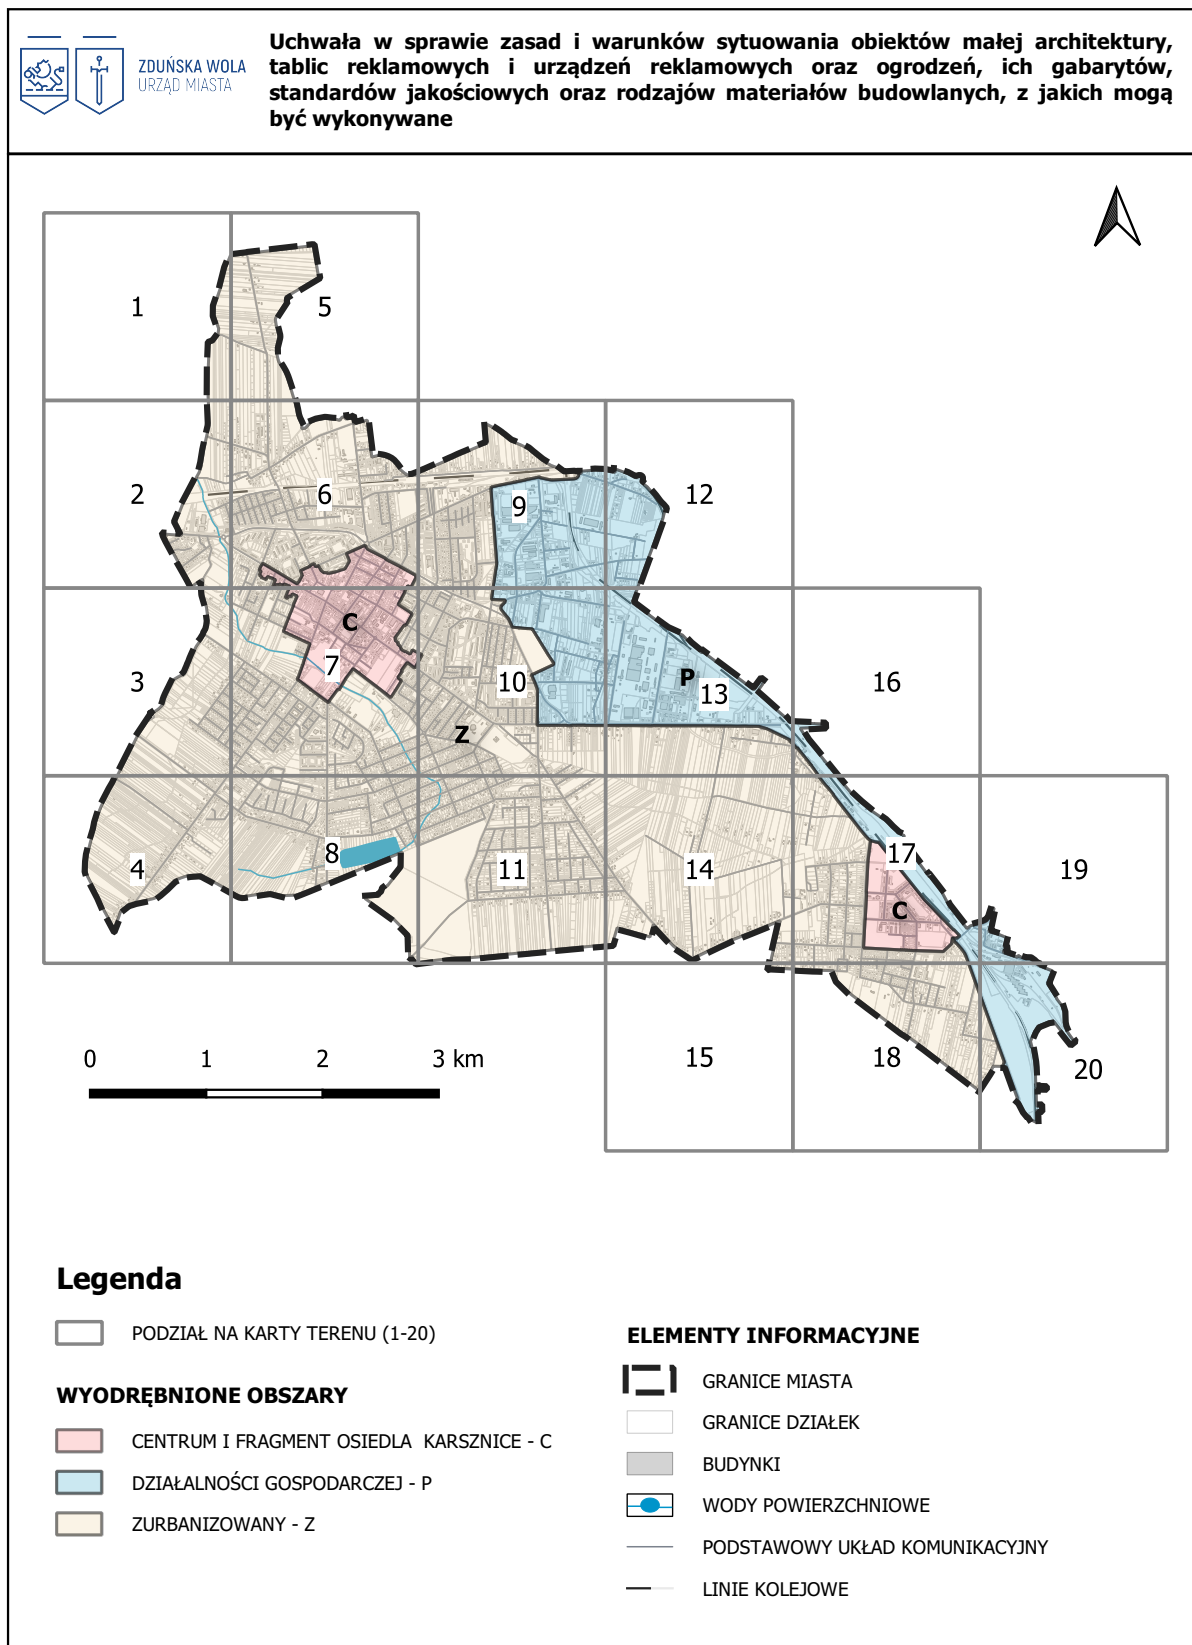 ZDUŃSKA WOLA
URZĄD MIASTA
Uchwała w sprawie zasad i warunków sytuowania obiektów małej architektury,
tablic reklamowych i urządzeń reklamowych oraz ogrodzeń, ich gabarytów,
standardów jakościowych oraz rodzajów materiałów budowlanych, z jakich mogą
być wykonywane
1
5
2
6
9
12
C
3
7
10
P
13
16
Z
4
8
11
14
17
19
C
15
18
20
0 1 2 3 km
Legenda
PODZIAŁ NA KARTY TERENU (1-20)
WYODRĘBNIONE OBSZARY
CENTRUM I FRAGMENT OSIEDLA KARSZNICE - C
DZIAŁALNOŚCI GOSPODARCZEJ - P
ZURBANIZOWANY - Z
ELEMENTY INFORMACYJNE
GRANICE MIASTA
GRANICE DZIAŁEK
BUDYNKI
WODY POWIERZCHNIOWE
PODSTAWOWY UKŁAD KOMUNIKACYJNY
LINIE KOLEJOWE